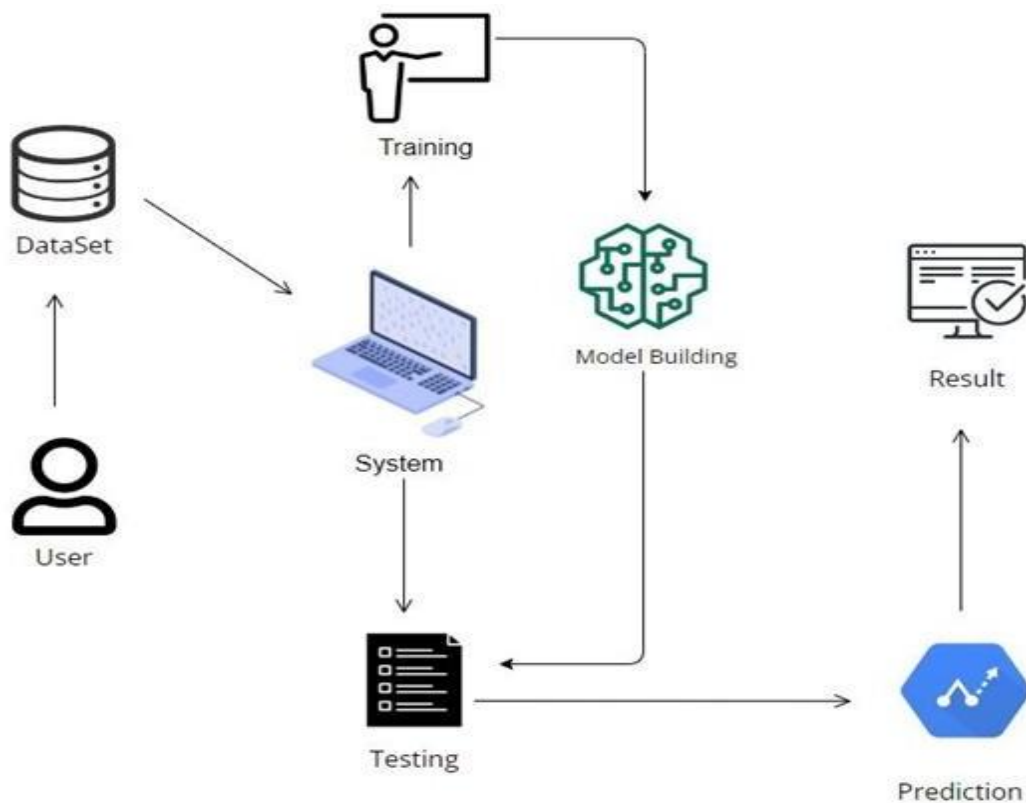 Training
DataSet
Model Building
Result
System
User
Testing
Prediction